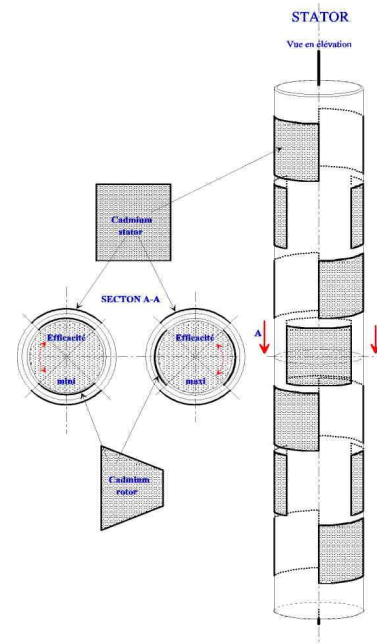 STATOR
Vue en élévation
Cadmium
stator
SECTON A-A
A
Efficacité
mini
Efficacité
maxi
Cadmium
rotor